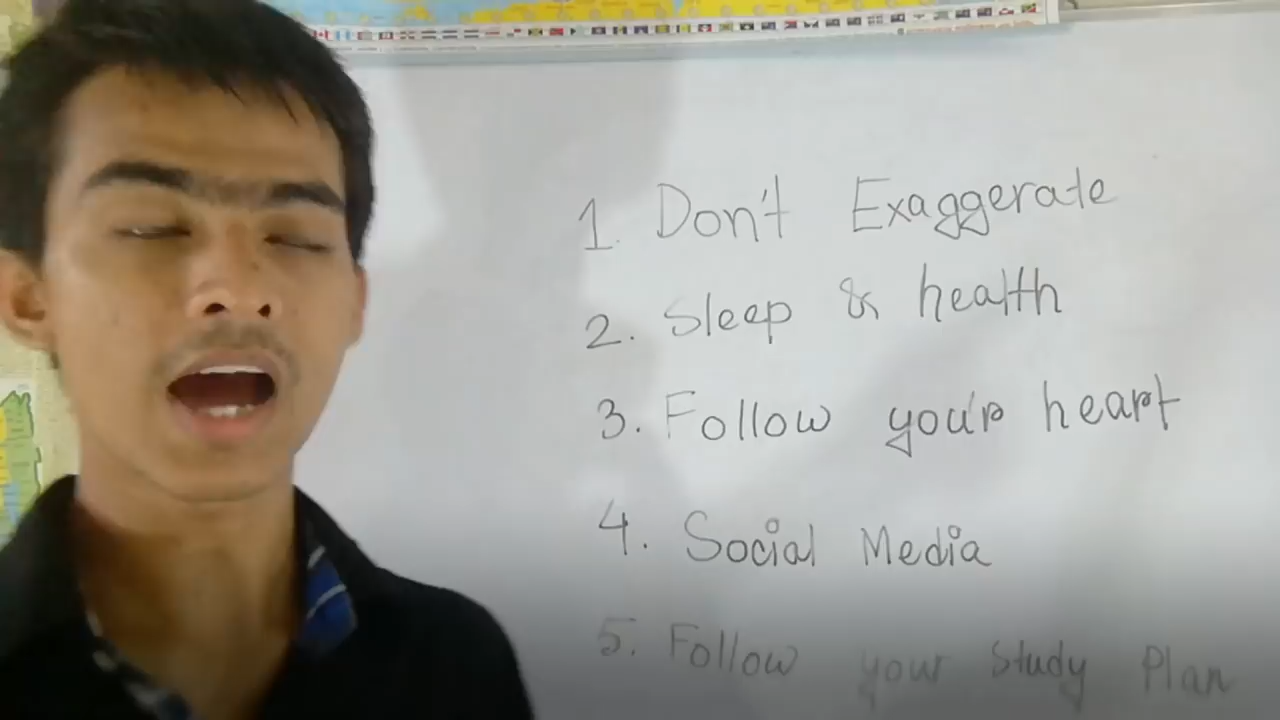 1. Don't Exaggerate
2. Sleep & health
3. Follow your heart
4. Social Media
5. Follow your Study Plan